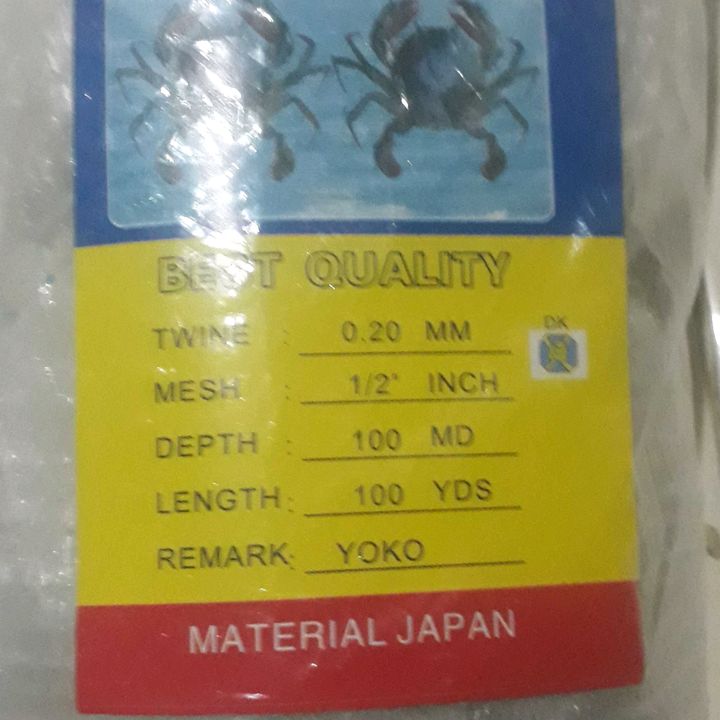 BEST QUALITY
TWINE : 0.20 MM
DK
MESH : 1/2" INCH
DEPTH : 100 MD
LENGTH : 100 YDS
REMARK : YOKO
MATERIAL JAPAN